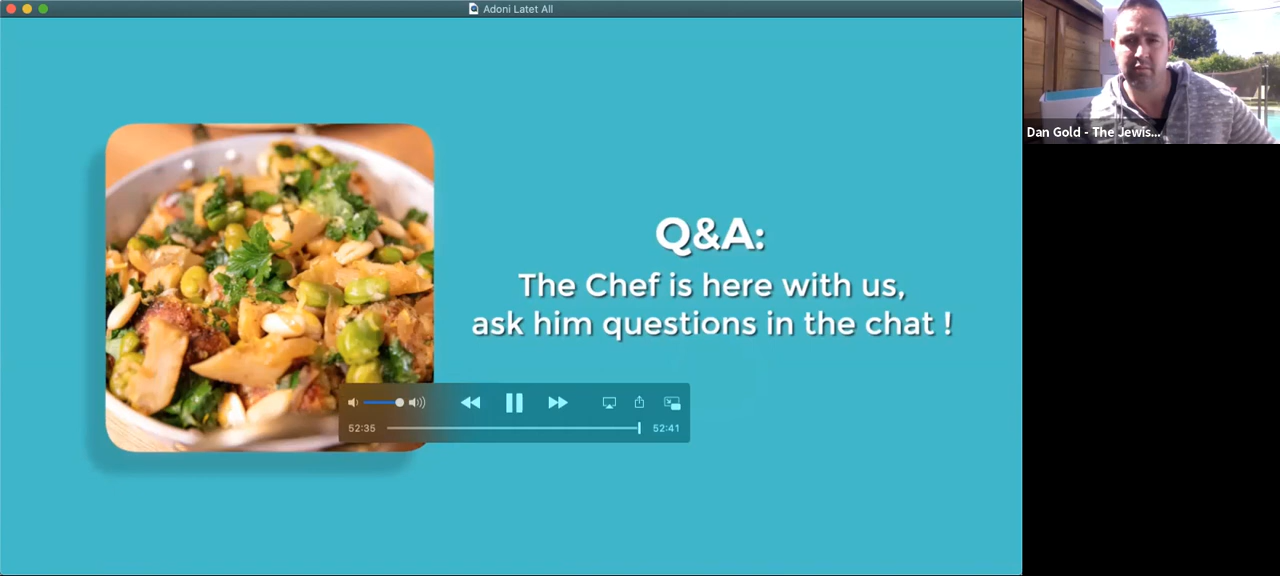 Adoni Latet All
Q&A:
The Chef is here with us,
ask him questions in the chat !
52:35
52:41
Dan Gold - The Jewis...